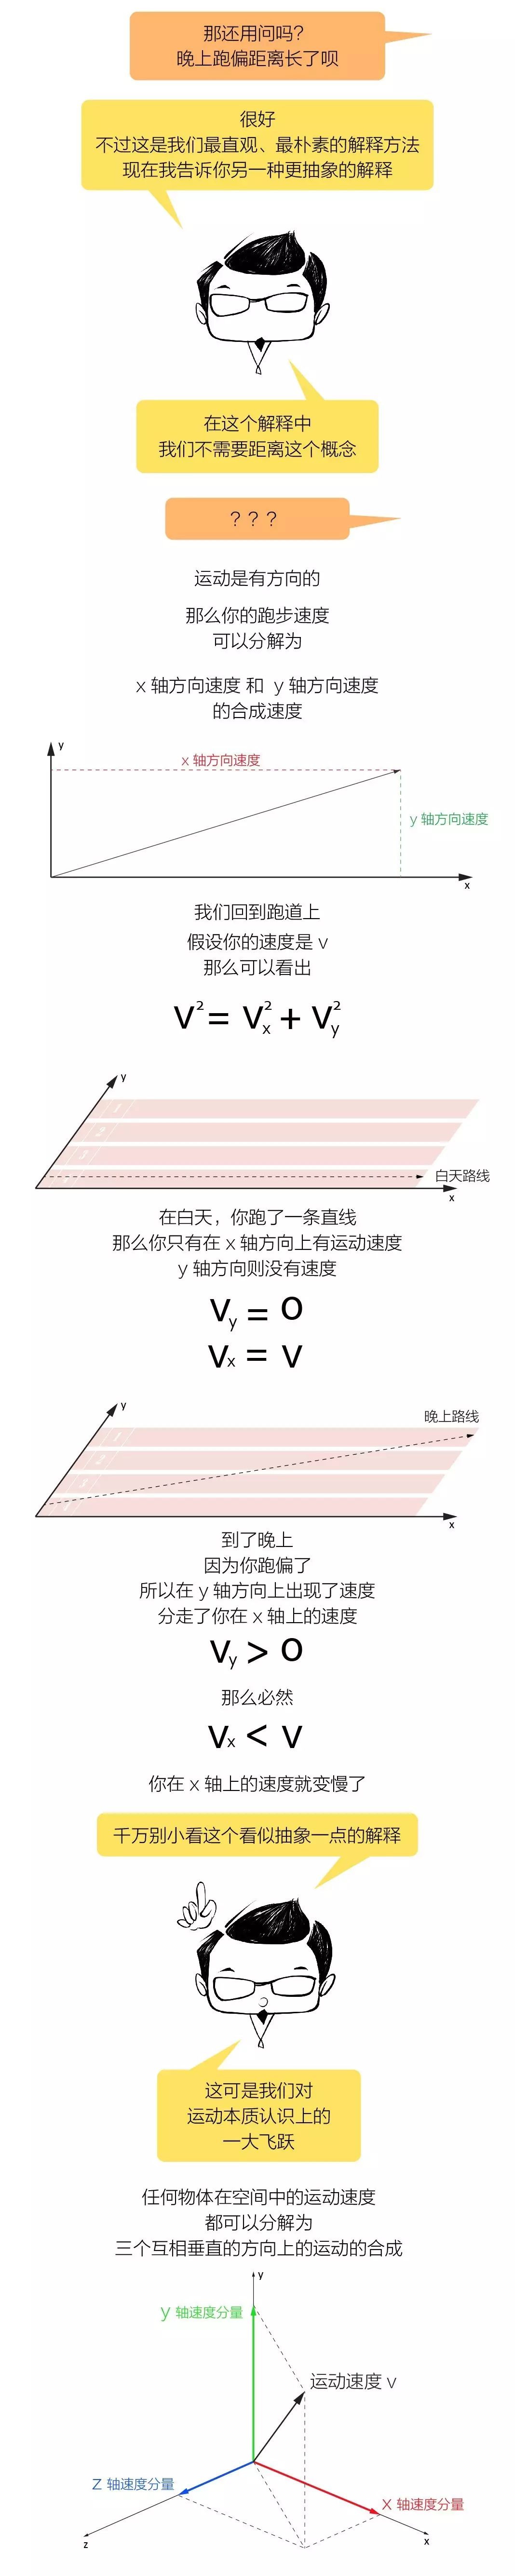 那还用问吗?
晚上跑偏距离长了呗
很好
不过这是我们最直观、最朴素的解释方法
现在我告诉你另一种更抽象的解释
在这个解释中
我们不需要距离这个概念
???
运动是有方向的
那么你的跑步速度
可以分解为
x 轴方向速度 和 y 轴方向速度
的合成速度
y
x 轴方向速度
y 轴方向速度
x
我们回到跑道上
假设你的速度是 v
那么可以看出
v² = vₓ² + v_y²
y
白天路线
x
在白天，你跑了一条直线
那么你只有在 x 轴方向上有运动速度
y 轴方向则没有速度
v_y = 0
vₓ = v
y
晚上路线
x
到了晚上
因为你跑偏了
所以在 y 轴方向上出现了速度
分走了你在 x 轴上的速度
v_y > 0
那么必然
vₓ < v
你在 x 轴上的速度就变慢了
千万别小看这个看似抽象一点的解释
这可是我们对
运动本质认识上的
一大飞跃
任何物体在空间中的运动速度
都可以分解为
三个互相垂直的方向上的运动的合成
y
y 轴速度分量
运动速度 v
Z 轴速度分量
X 轴速度分量
z
x